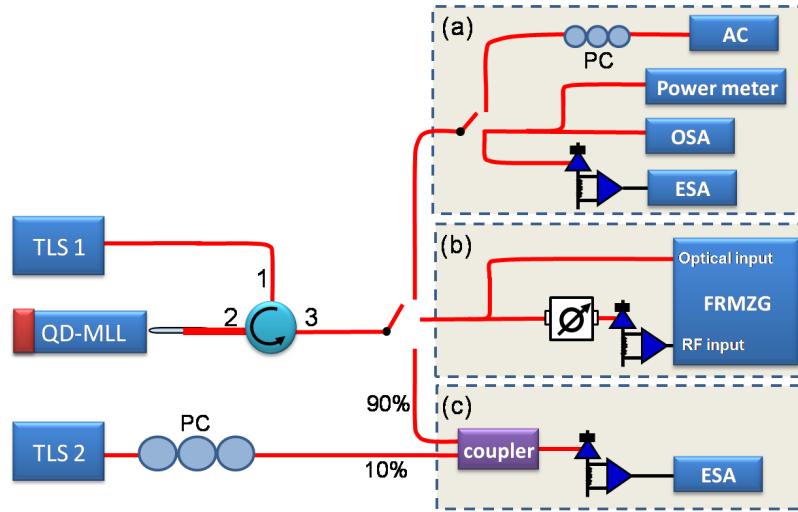 (a)
AC
PC
Power meter
OSA
ESA
TLS 1
1
QD-MLL
2
3
(b)
Optical input
FRMZG
RF input
90%
(c)
PC
TLS 2
10%
coupler
ESA